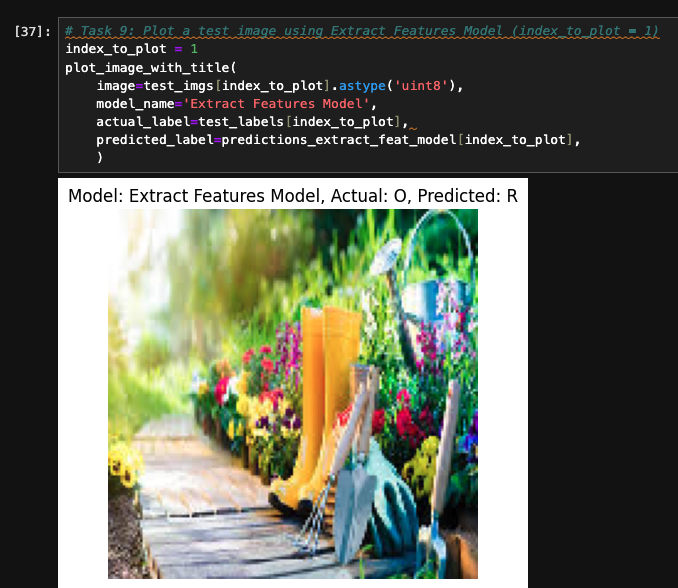 [37]:
# Task 9: Plot a test image using Extract Features Model (index_to_plot = 1)
index_to_plot = 1
plot_image_with_title(
    image=test_imgs[index_to_plot].astype('uint8'),
    model_name='Extract Features Model',
    actual_label=test_labels[index_to_plot],
    predicted_label=predictions_extract_feat_model[index_to_plot],
    )
Model: Extract Features Model, Actual: O, Predicted: R